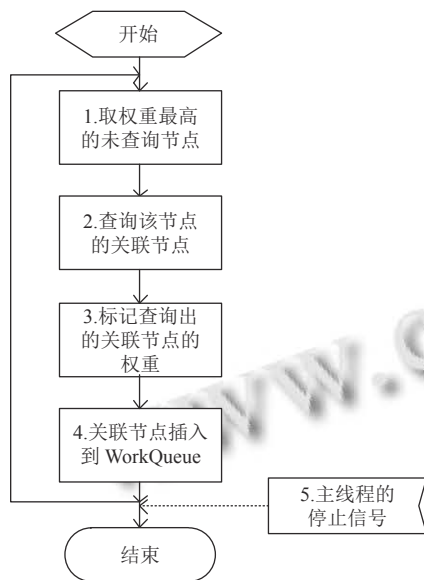 开始
1.取权重最高
的未查询节点
2.查询该节点
的关联节点
3.标记查询出
的关联节点的
权重
4.关联节点插入
到 WorkQueue
5.主线程的
停止信号
结束
www.c